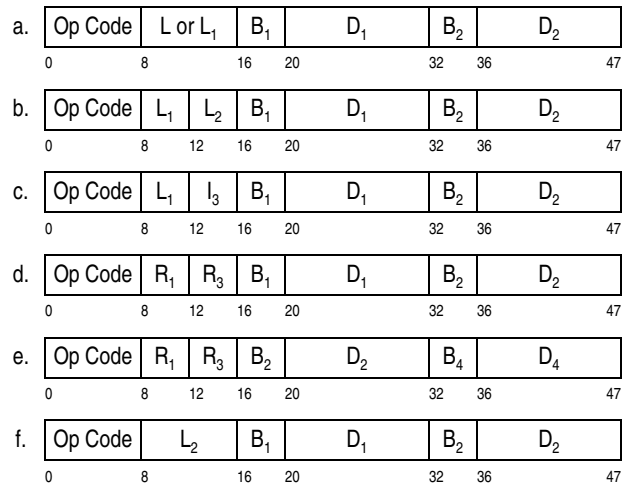 a. Op Code L or L₁ B₁ D₁ B₂ D₂
0 8 16 20 32 36 47
b. Op Code L₁ L₂ B₁ D₁ B₂ D₂
0 8 12 16 20 32 36 47
c. Op Code L₁ I₃ B₁ D₁ B₂ D₂
0 8 12 16 20 32 36 47
d. Op Code R₁ R₃ B₁ D₁ B₂ D₂
0 8 12 16 20 32 36 47
e. Op Code R₁ R₃ B₂ D₂ B₄ D₄
0 8 12 16 20 32 36 47
f. Op Code L₂ B₁ D₁ B₂ D₂
0 8 16 20 32 36 47